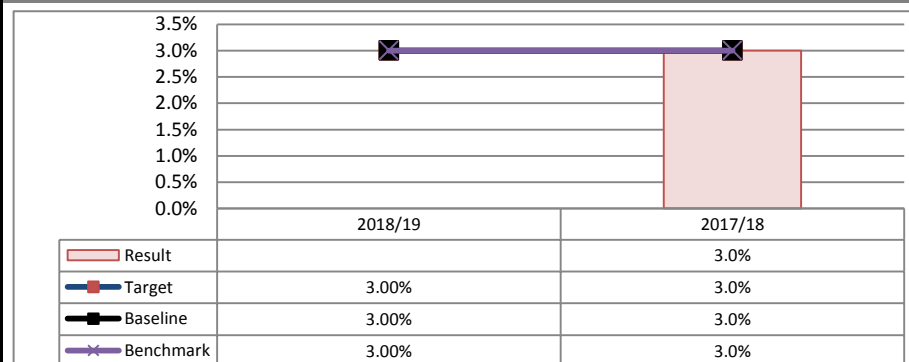 3.5%
3.0%
2.5%
2.0%
1.5%
1.0%
0.5%
0.0%
2018/19 2017/18
Result 3.0%
Target 3.00% 3.0%
Baseline 3.00% 3.0%
Benchmark 3.00% 3.0%